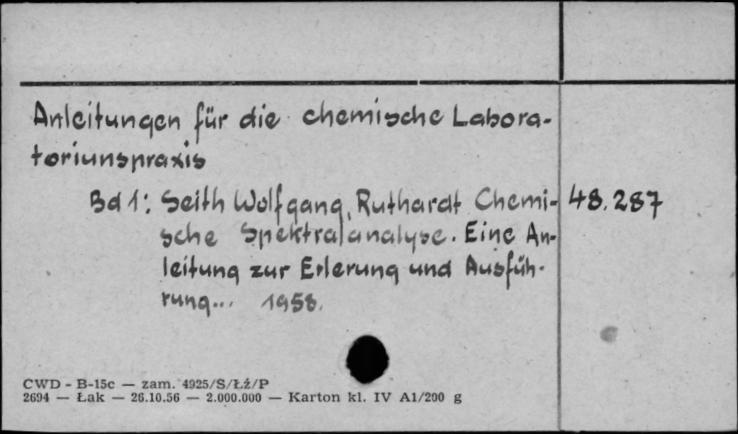 Anleitungen für die chemische Labora-
toriunspraxis
Bd 1: Seith Wolfgang, Ruthardt Chemi-
sche Spektralanalyse. Eine An-
leitung zur Erlerung und Ausfüh-
rung... 1958.
48.287
CWD - B-15c — zam. 4925/S/Łź/P
2694 — Łak — 26.10.56 — 2.000.000 — Karton kl. IV A1/200 g